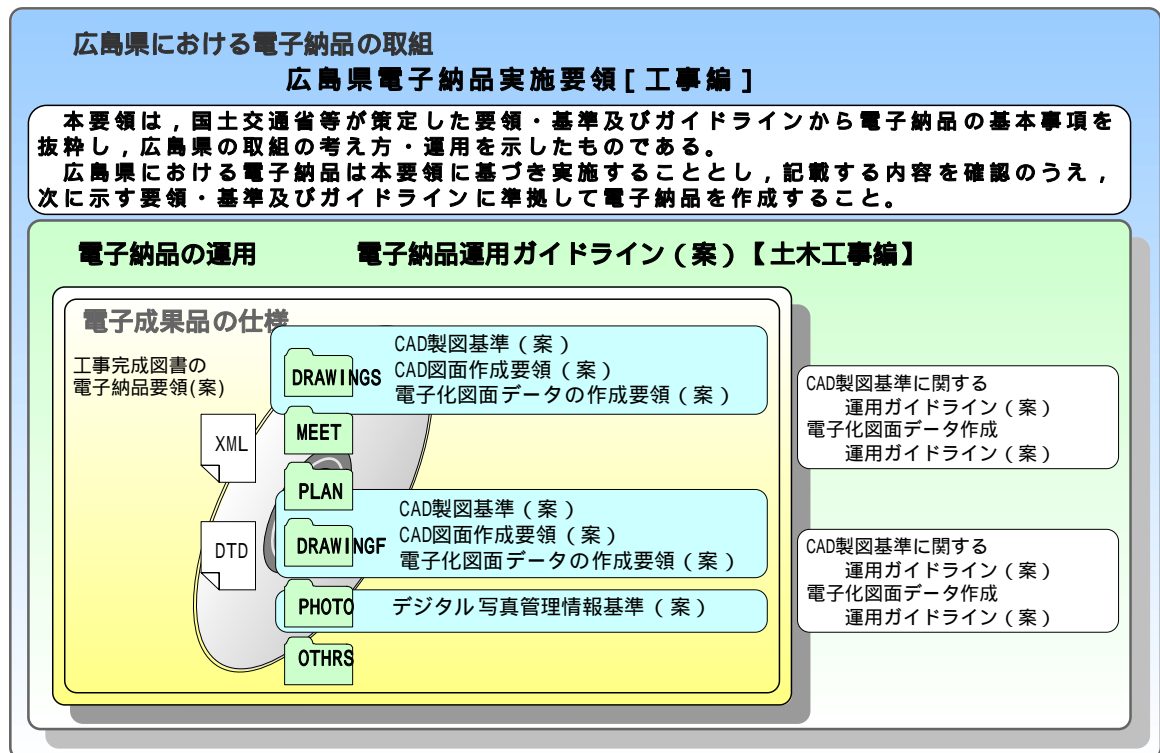 広島県における電子納品の取組
広島県電子納品実施要領[工事編]
本要領は,国土交通省等が策定した要領・基準及びガイドラインから電子納品の基本事項を
抜粋し,広島県の取組の考え方・運用を示したものである。
広島県における電子納品は本要領に基づき実施することとし,記載する内容を確認のうえ,
次に示す要領・基準及びガイドラインに準拠して電子納品を作成すること。
電子納品の運用 電子納品運用ガイドライン(案)【土木工事編】
電子成果品の仕様
工事完成図書の
電子納品要領(案)
XML
DTD
DRAWINGS
CAD製図基準(案)
CAD図面作成要領(案)
電子化図面データの作成要領(案)
MEET
PLAN
DRAWINGF
CAD製図基準(案)
CAD図面作成要領(案)
電子化図面データの作成要領(案)
PHOTO デジタル写真管理情報基準(案)
OTHRS
CAD製図基準に関する
運用ガイドライン(案)
電子化図面データ作成
運用ガイドライン(案)
CAD製図基準に関する
運用ガイドライン(案)
電子化図面データ作成
運用ガイドライン(案)